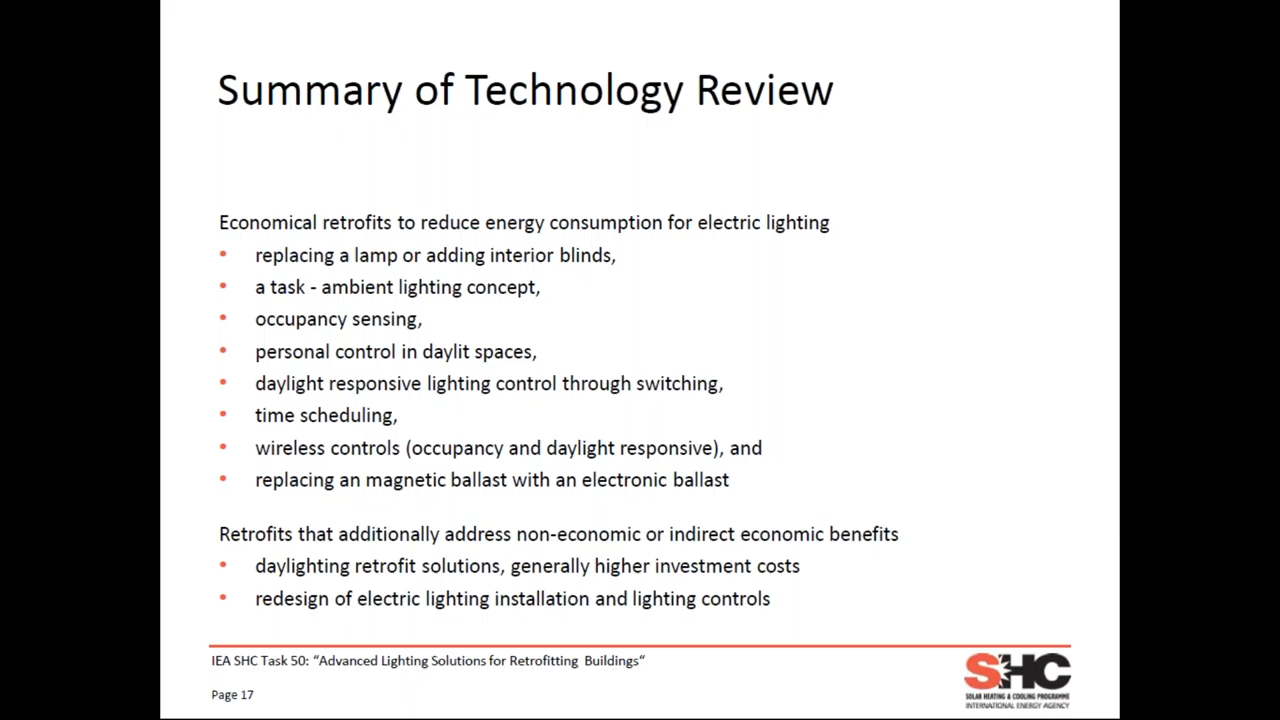 Summary of Technology Review
Economical retrofits to reduce energy consumption for electric lighting
• replacing a lamp or adding interior blinds,
• a task - ambient lighting concept,
• occupancy sensing,
• personal control in daylit spaces,
• daylight responsive lighting control through switching,
• time scheduling,
• wireless controls (occupancy and daylight responsive), and
• replacing an magnetic ballast with an electronic ballast
Retrofits that additionally address non-economic or indirect economic benefits
• daylighting retrofit solutions, generally higher investment costs
• redesign of electric lighting installation and lighting controls
IEA SHC Task 50: “Advanced Lighting Solutions for Retrofitting Buildings“
Page 17
SHC
SOLAR HEATING & COOLING PROGRAMME
INTERNATIONAL ENERGY AGENCY